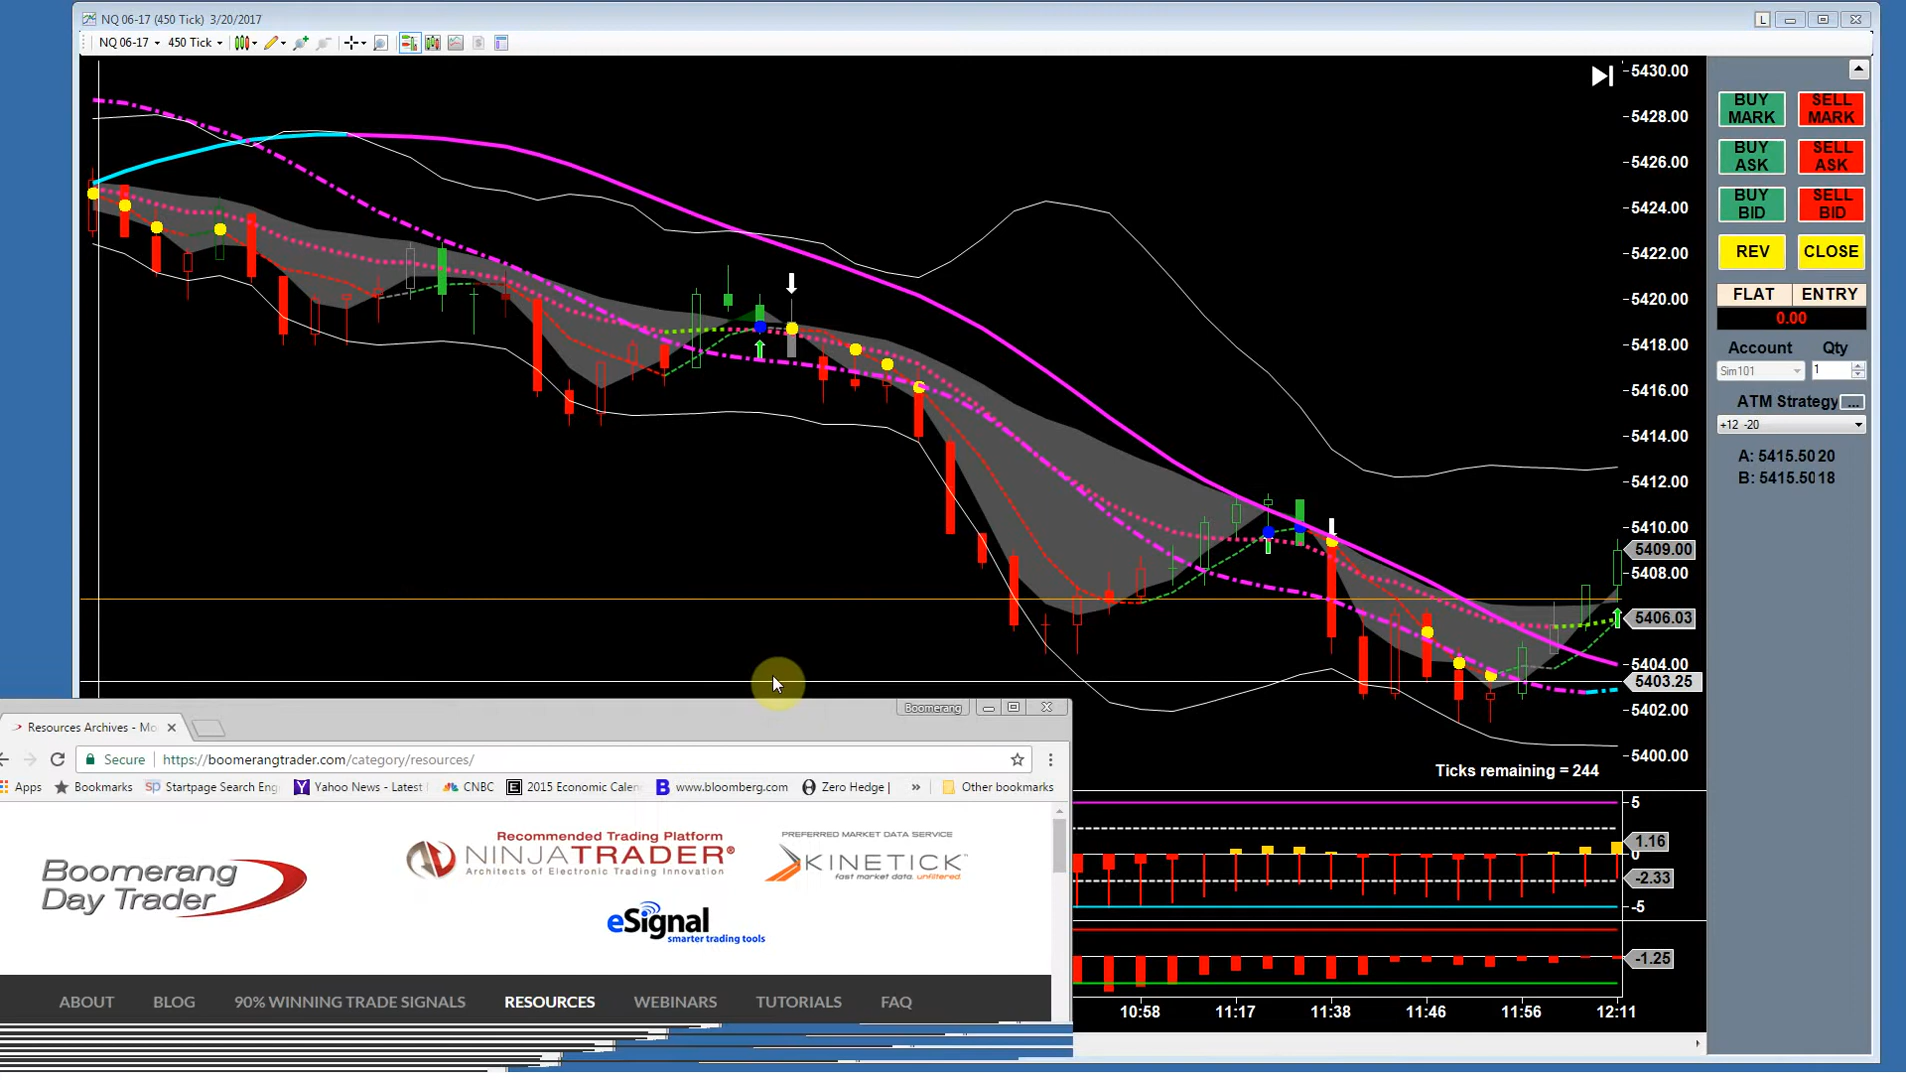 NQ 06-17 (450 Tick) 3/20/2017
L
NQ 06-17 450 Tick
5430.00
5428.00
5426.00
5424.00
5422.00
5420.00
5418.00
5416.00
5414.00
5412.00
5410.00
5409.00
5408.00
5406.03
5404.00
5403.25
5402.00
5400.00
Ticks remaining = 244
5
1.16
0
-2.33
-5
-1.25
10:58 11:17 11:38 11:46 11:56 12:11
BUY MARK
SELL MARK
BUY ASK
SELL ASK
BUY BID
SELL BID
REV
CLOSE
FLAT
ENTRY
0.00
Account Qty
Sim101 1
ATM Strategy ...
+12 -20
A: 5415.50 20
B: 5415.50 18
Boomerang
Resources Archives - Mo
Secure https://boomerangtrader.com/category/resources/
Apps Bookmarks sp Startpage Search Eng Yahoo News - Latest CNBC 2015 Economic Calen www.bloomberg.com Zero Hedge | » Other bookmarks
Boomerang
Day Trader
Recommended Trading Platform
NINJATRADER
Architects of Electronic Trading Innovation
PREFERRED MARKET DATA SERVICE
KINETICK
fast market data. unfiltered.
eSignal
smarter trading tools
ABOUT BLOG 90% WINNING TRADE SIGNALS RESOURCES WEBINARS TUTORIALS FAQ